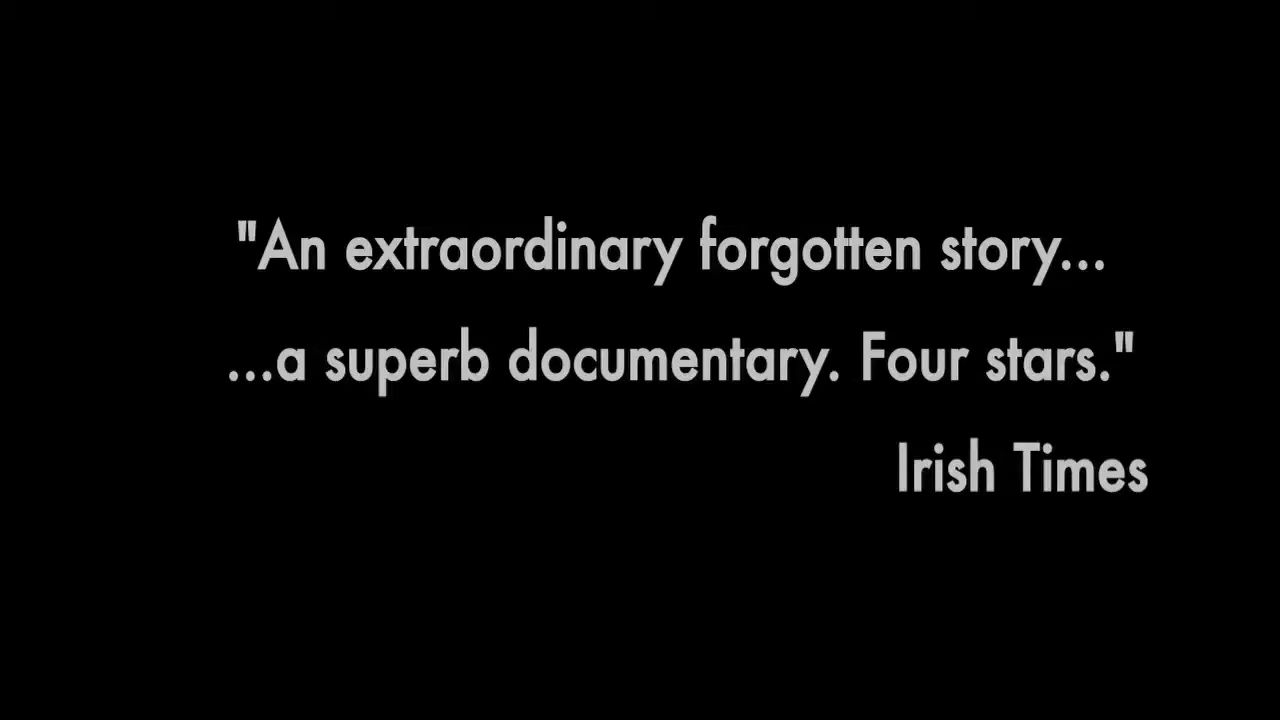 "An extraordinary forgotten story...
...a superb documentary. Four stars."
Irish Times